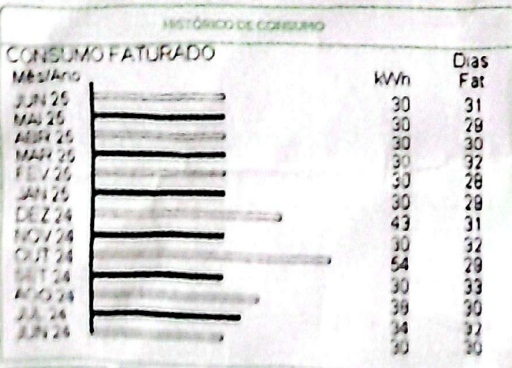 HISTÓRICO DE CONSUMO
CONSUMO FATURADO
Mês/Ano kWh Dias Fat
JUN 25 30 31
MAI 25 30 29
ABR 25 30 30
MAR 25 30 32
FEV 25 30 28
JAN 25 30 29
DEZ 24 43 31
NOV 24 30 32
OUT 24 54 29
SET 24 30 33
AGO 24 39 30
JUL 24 34 32
JUN 24 30 30